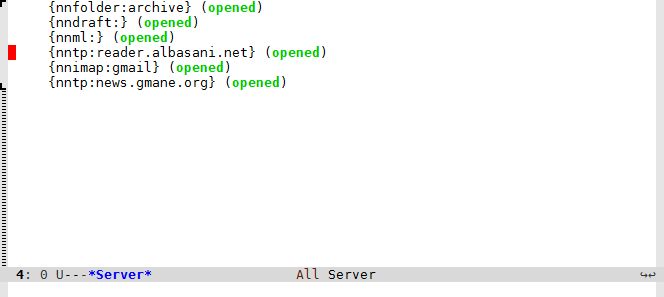 {nnfolder:archive} (opened)
{nndraft:} (opened)
{nnml:} (opened)
{nntp:reader.albasani.net} (opened)
{nnimap:gmail} (opened)
{nntp:news.gmane.org} (opened)
4: 0 U---*Server* All Server ↪↩